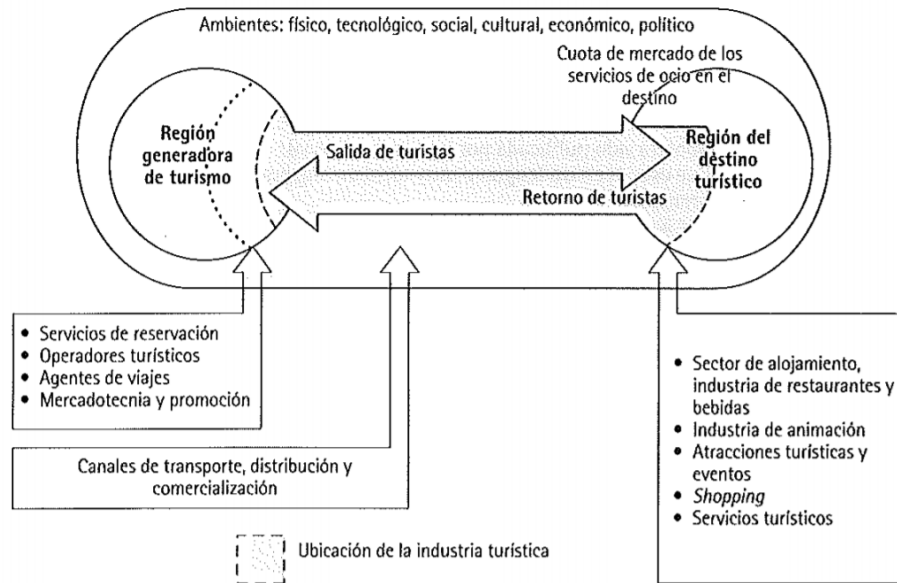 Ambientes: físico, tecnológico, social, cultural, económico, político
Cuota de mercado de los
servicios de ocio en el
destino
Región
generadora
de turismo
Salida de turistas
Retorno de turistas
Región del
destino
turístico
• Servicios de reservación
• Operadores turísticos
• Agentes de viajes
• Mercadotecnia y promoción
Canales de transporte, distribución y
comercialización
• Sector de alojamiento,
industria de restaurantes y
bebidas
• Industria de animación
• Atracciones turísticas y
eventos
• Shopping
• Servicios turísticos
Ubicación de la industria turística